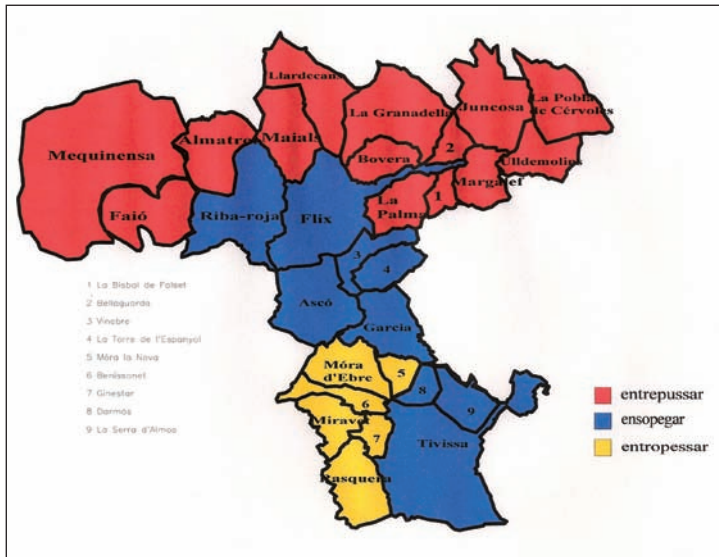 Llardecans
La Granadella
Juncosa
La Pobla
de Cérvoles
Almatret
Maials
2
Mequinensa
Bovera
Ulldemolins
Margalef
Faió
Riba-roja
Flix
La
Palma
1
3
4
Ascó
Garcia
Móra
d'Ebre
5
8
6
9
Miravet
7
Tivissa
Rasquera
1 La Bisbal de Falset
2 Bellaguarda
3 Vinebre
4 La Torre de l'Espanyol
5 Móra la Nova
6 Benissanet
7 Ginestar
8 Darmós
9 La Serra d'Almos
entrepussar
ensopegar
entropessar